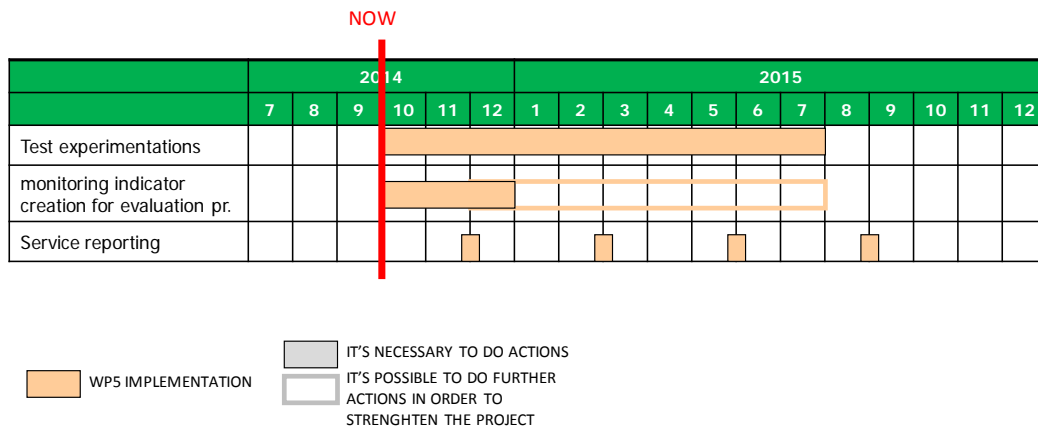 NOW
2014 2015
7 8 9 10 11 12 1 2 3 4 5 6 7 8 9 10 11 12
Test experimentations
monitoring indicator
creation for evaluation pr.
Service reporting
IT'S NECESSARY TO DO ACTIONS
WP5 IMPLEMENTATION
IT'S POSSIBLE TO DO FURTHER
ACTIONS IN ORDER TO
STRENGHTEN THE PROJECT